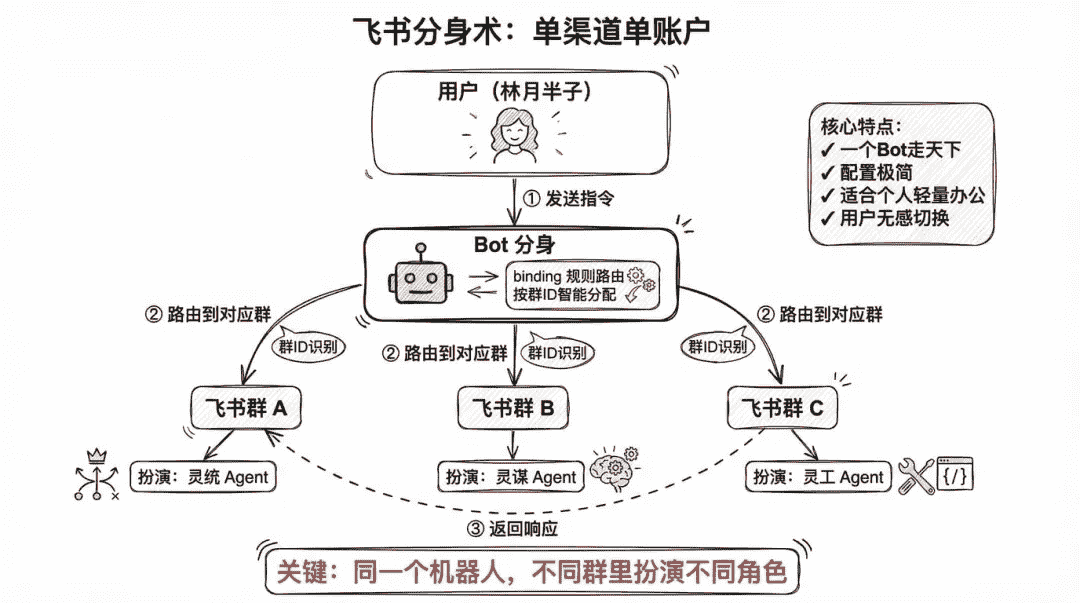 飞书分身术：单渠道单账户
用户（林月半子）
核心特点：
✓ 一个Bot走天下
✓ 配置极简
✓ 适合个人轻量办公
✓ 用户无感切换
① 发送指令
Bot 分身
binding 规则路由
按群ID智能分配
② 路由到对应群
群ID识别
② 路由到对应群
群ID识别
② 路由到对应群
群ID识别
飞书群 A
飞书群 B
飞书群 C
扮演：灵统 Agent
扮演：灵谋 Agent
扮演：灵工 Agent
{/}
③ 返回响应
关键：同一个机器人，不同群里扮演不同角色